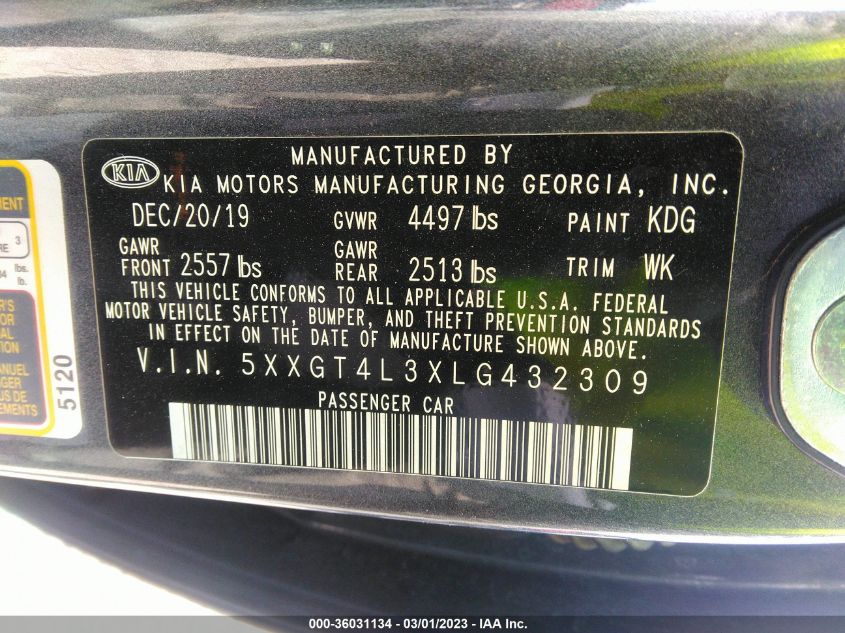 MANUFACTURED BY
KIA KIA MOTORS MANUFACTURING GEORGIA, INC.
DEC/20/19 GVWR 4497 lbs PAINT KDG
GAWR FRONT 2557 lbs GAWR REAR 2513 lbs TRIM WK
THIS VEHICLE CONFORMS TO ALL APPLICABLE U.S.A. FEDERAL
MOTOR VEHICLE SAFETY, BUMPER, AND THEFT PREVENTION STANDARDS
IN EFFECT ON THE DATE OF MANUFACTURE SHOWN ABOVE.
V.I.N. 5XXGT4L3XLG432309
PASSENGER CAR
3
lbs.
lb.
5120
000-36031134 - 03/01/2023 - IAA Inc.